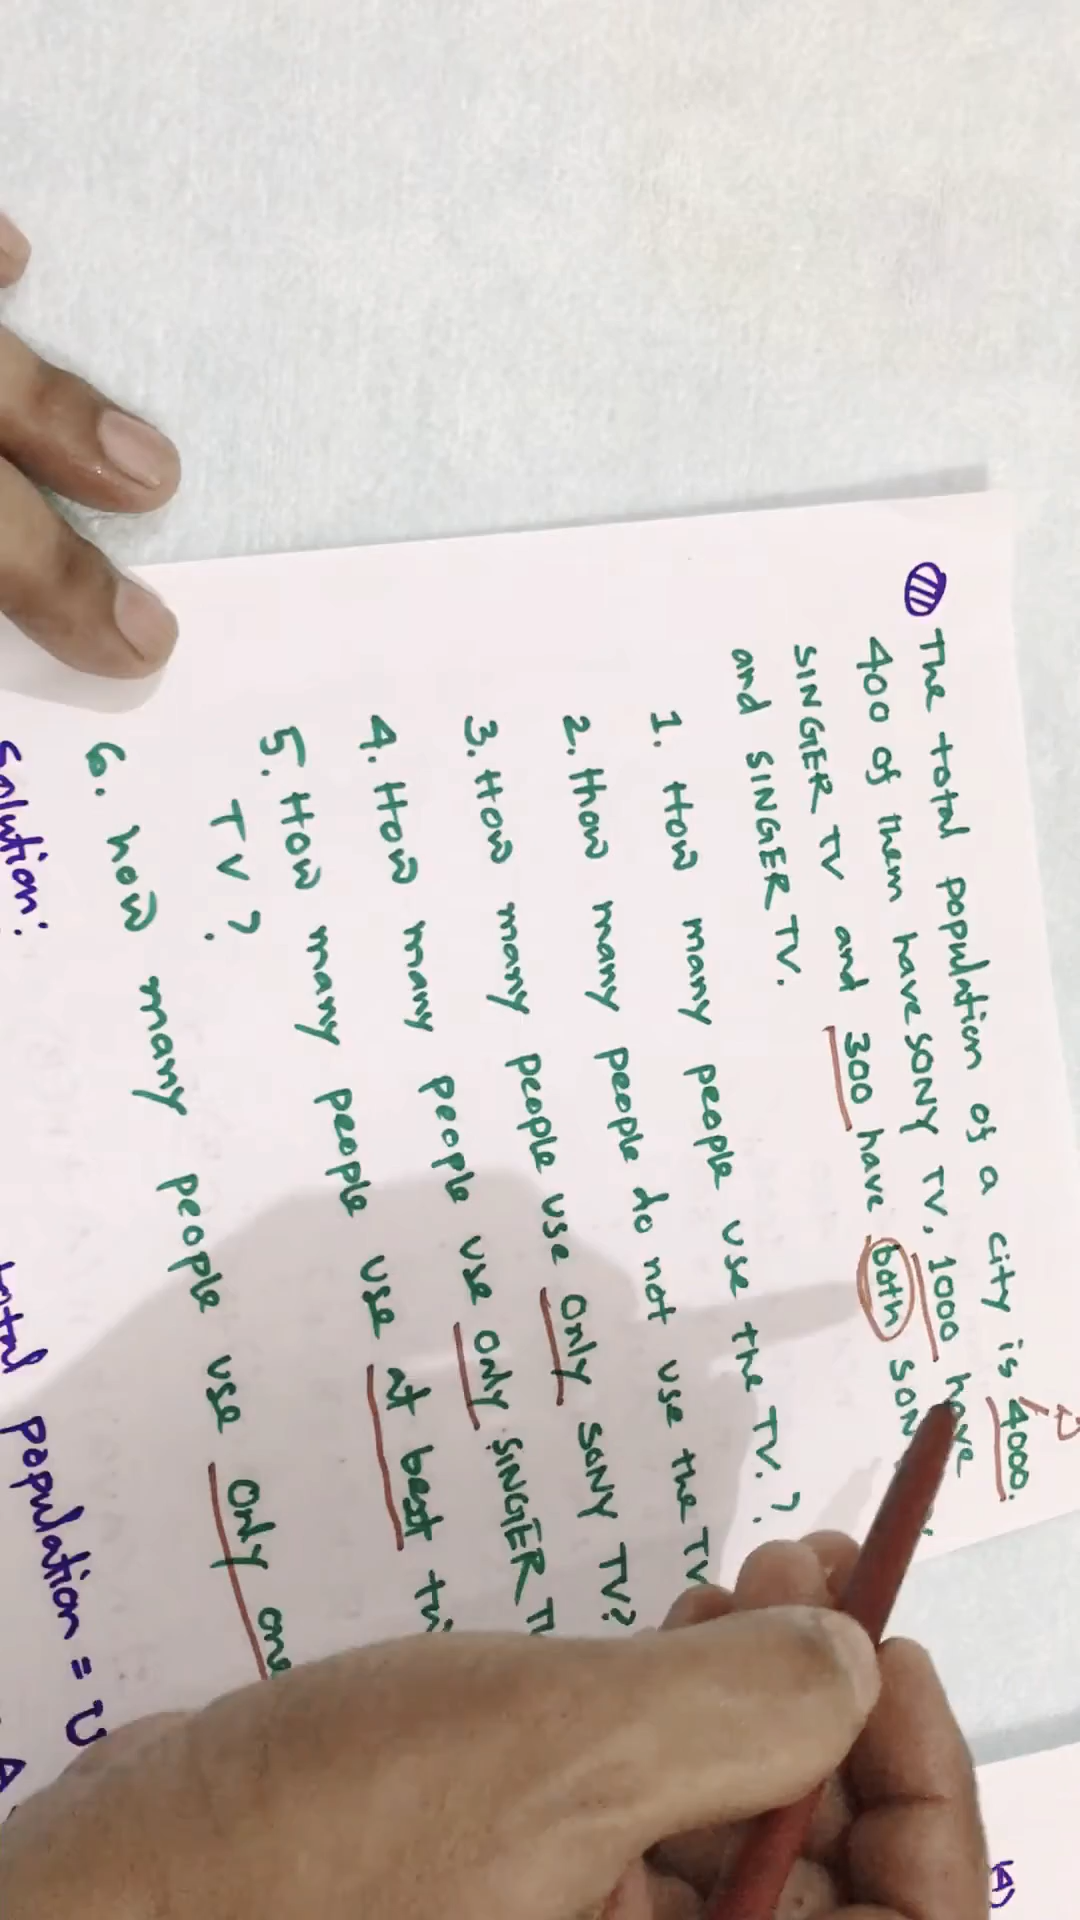 The total population of a city is 4000.
400 of them have SONY TV, 1000 have
SINGER TV and 300 have both SON
and SINGER TV.
1. How many people use the TV.?
2. How many people do not use the TV
3. How many people use only SONY TV?
4. How many people use only SINGER T
5. How many people use at best
TV?
6. how many people use only one
Solution:
population = U